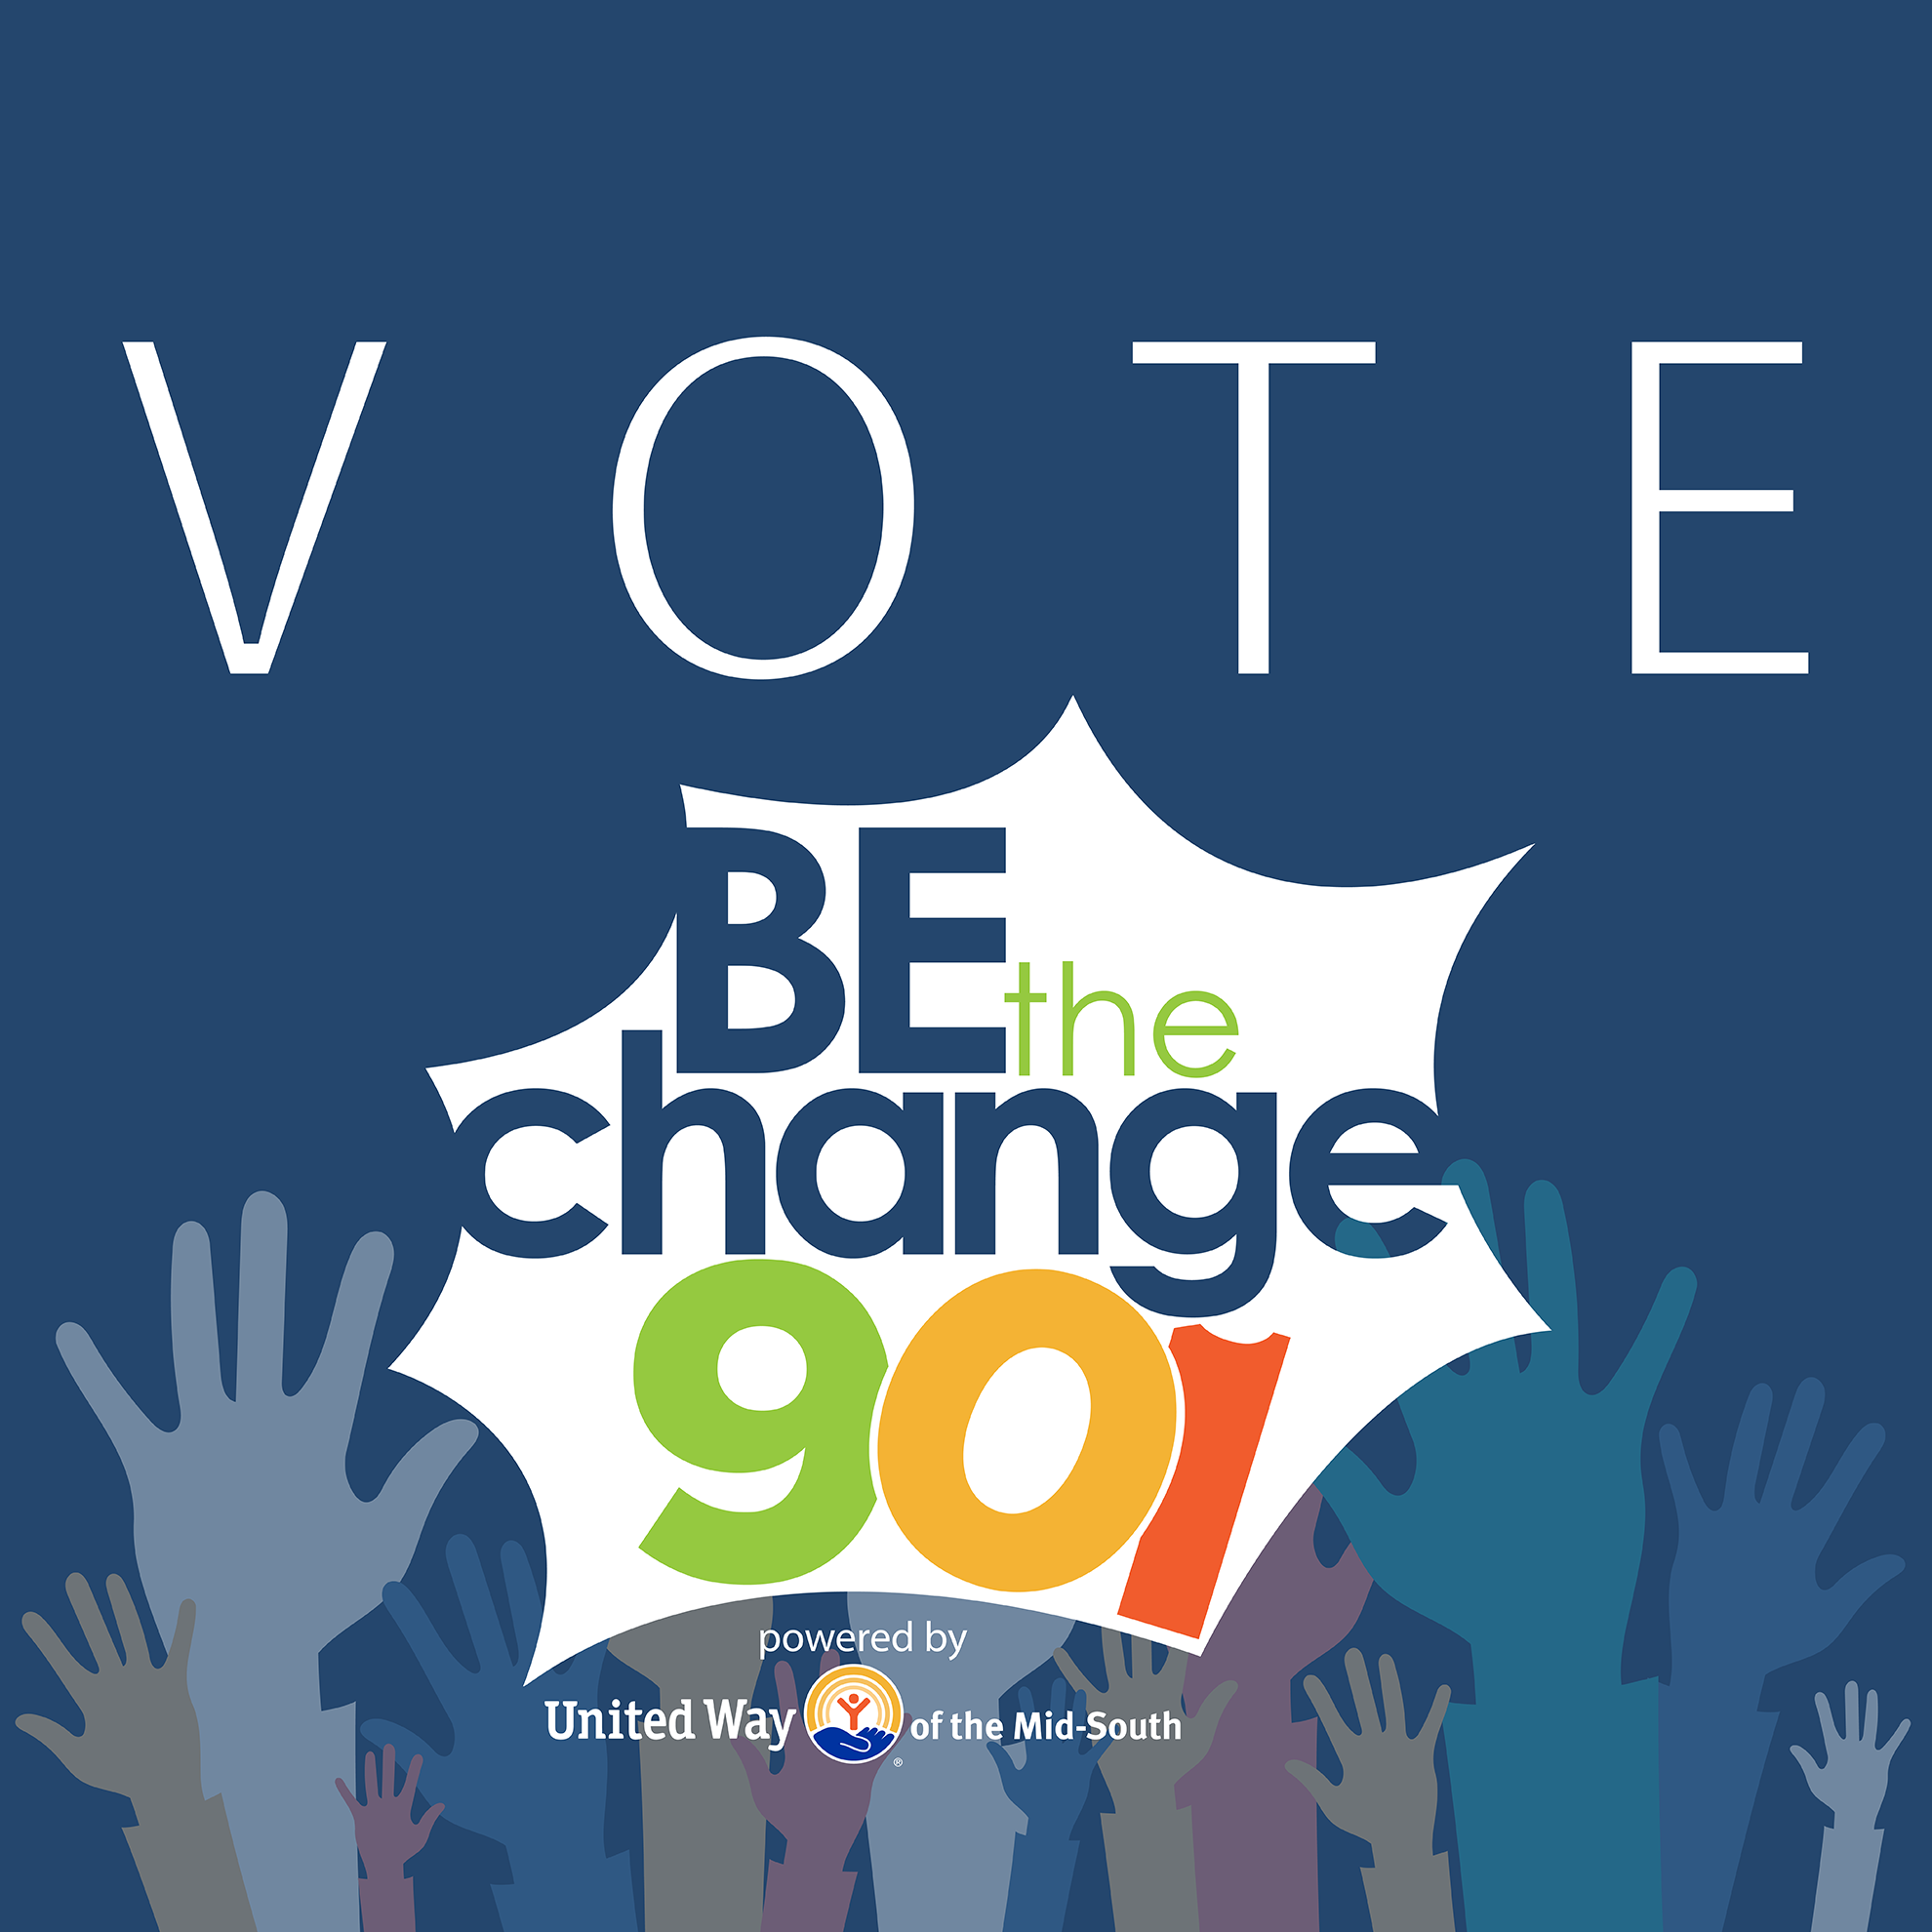 VOTE
BE the
change
901
powered by
United Way of the Mid-South
®